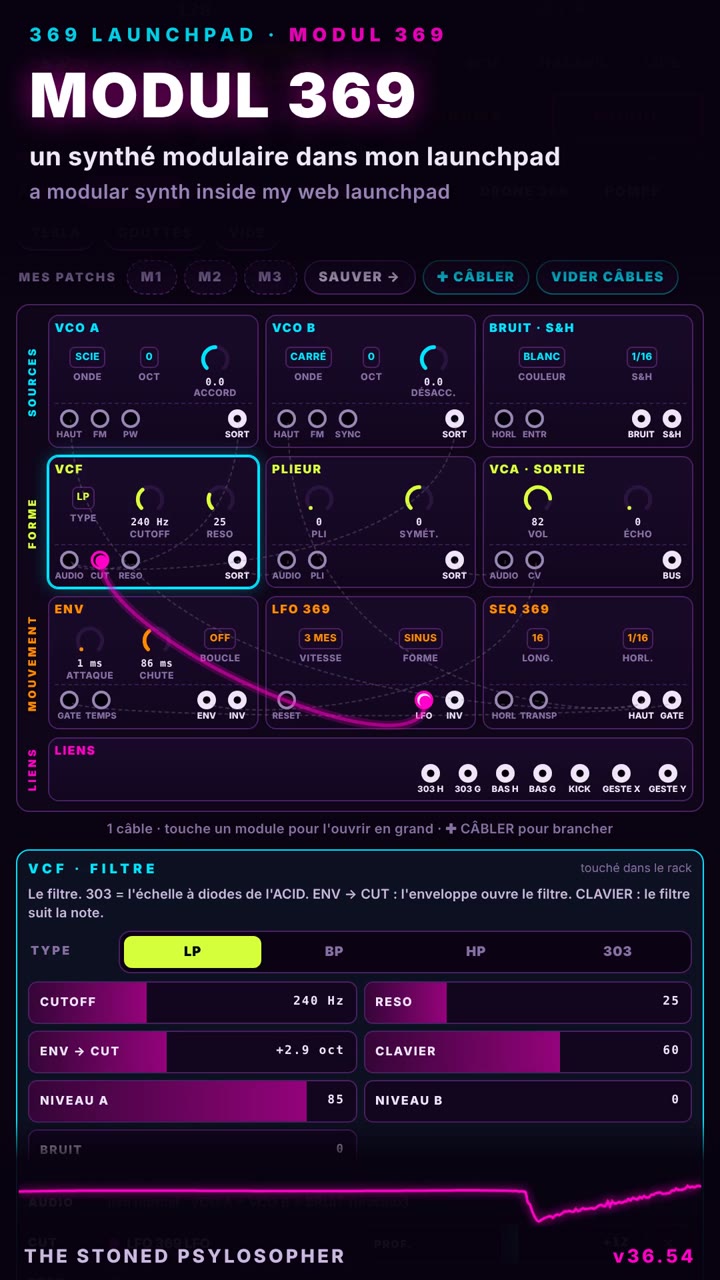 369 LAUNCHPAD · MODUL 369
MODUL 369
un synthé modulaire dans mon launchpad
a modular synth inside my web launchpad
MES PATCHS M1 M2 M3 SAUVER → + CÂBLER VIDER CÂBLES
SOURCES
VCO A
SCIE 0 0.0
ONDE OCT ACCORD
HAUT FM PW SORT
VCO B
CARRÉ 0 0.0
ONDE OCT DÉSACC.
HAUT FM SYNC SORT
BRUIT · S&H
BLANC 1/16
COULEUR S&H
HORL ENTR BRUIT S&H
FORME
VCF
LP 240 Hz 25
TYPE CUTOFF RESO
AUDIO CUT RESO SORT
PLIEUR
0 0
PLI SYMÉT.
AUDIO PLI SORT
VCA · SORTIE
82 0
VOL ÉCHO
AUDIO CV BUS
MOUVEMENT
ENV
1 ms 86 ms OFF
ATTAQUE CHUTE BOUCLE
GATE TEMPS ENV INV
LFO 369
3 MES SINUS
VITESSE FORME
RESET LFO INV
SEQ 369
16 1/16
LONG. HORL.
HORL TRANSP HAUT GATE
LIENS
LIENS
303 H 303 G BAS H BAS G KICK GESTE X GESTE Y
1 câble · touche un module pour l'ouvrir en grand · + CÂBLER pour brancher
VCF · FILTRE touché dans le rack
Le filtre. 303 = l'échelle à diodes de l'ACID. ENV → CUT : l'enveloppe ouvre le filtre. CLAVIER : le filtre
suit la note.
TYPE LP BP HP 303
CUTOFF 240 Hz RESO 25
ENV → CUT +2.9 oct CLAVIER 60
NIVEAU A 85 NIVEAU B 0
BRUIT 0
AUDIO
CUT LFO 369 LFO PROF. +12
THE STONED PSYLOSOPHER v36.54